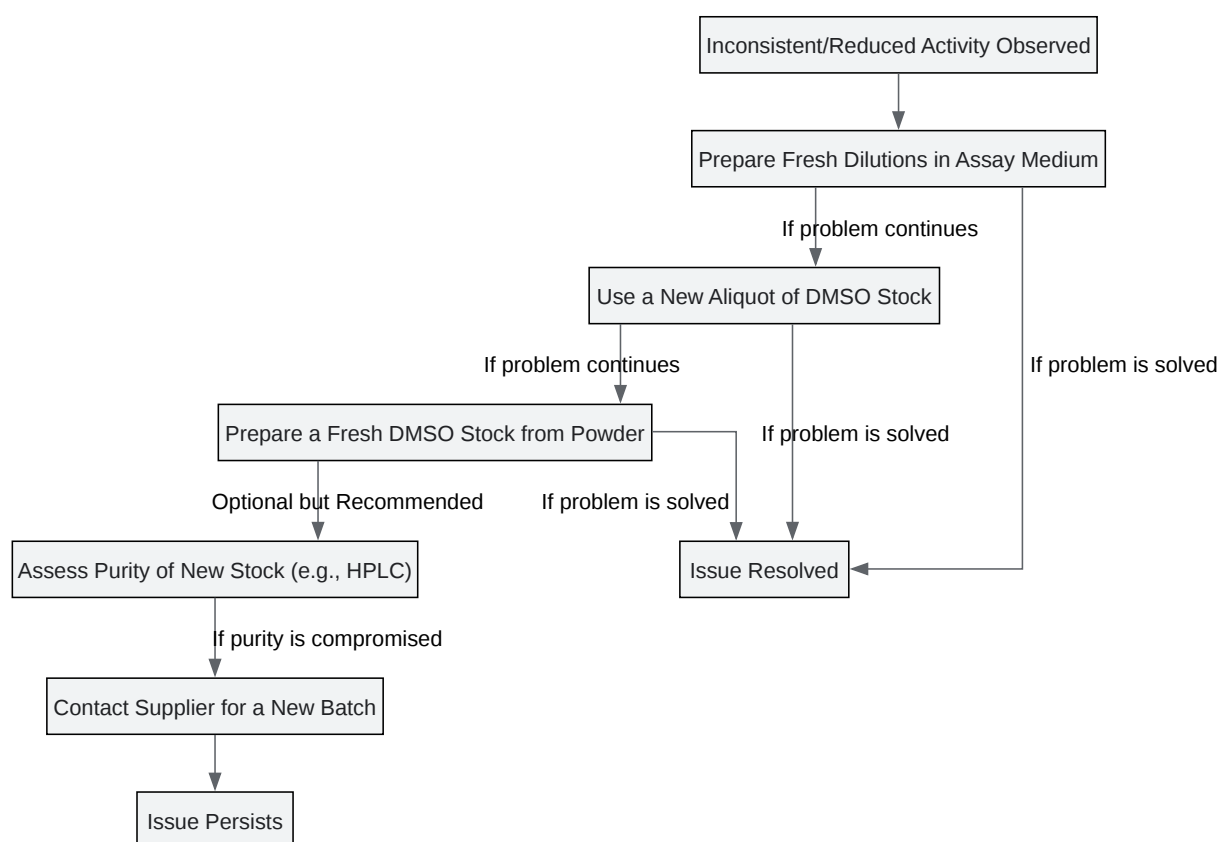 Inconsistent/Reduced Activity Observed
Prepare Fresh Dilutions in Assay Medium
If problem continues
Use a New Aliquot of DMSO Stock
If problem continues
If problem is solved
Prepare a Fresh DMSO Stock from Powder
If problem is solved
Optional but Recommended
If problem is solved
Assess Purity of New Stock (e.g., HPLC)
Issue Resolved
If purity is compromised
Contact Supplier for a New Batch
Issue Persists